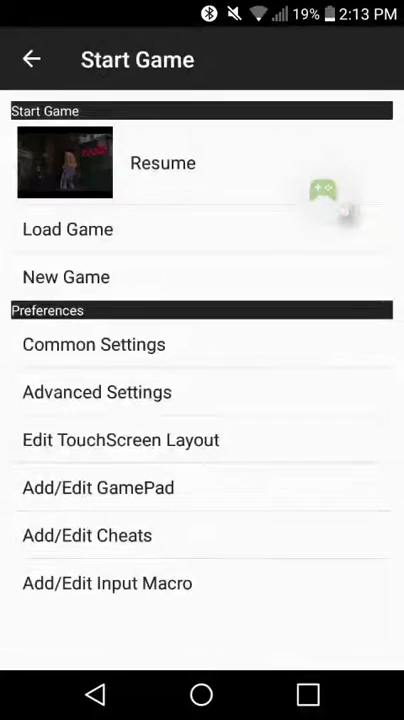 19% 2:13 PM
Start Game
Start Game
Resume
Load Game
New Game
Preferences
Common Settings
Advanced Settings
Edit TouchScreen Layout
Add/Edit GamePad
Add/Edit Cheats
Add/Edit Input Macro